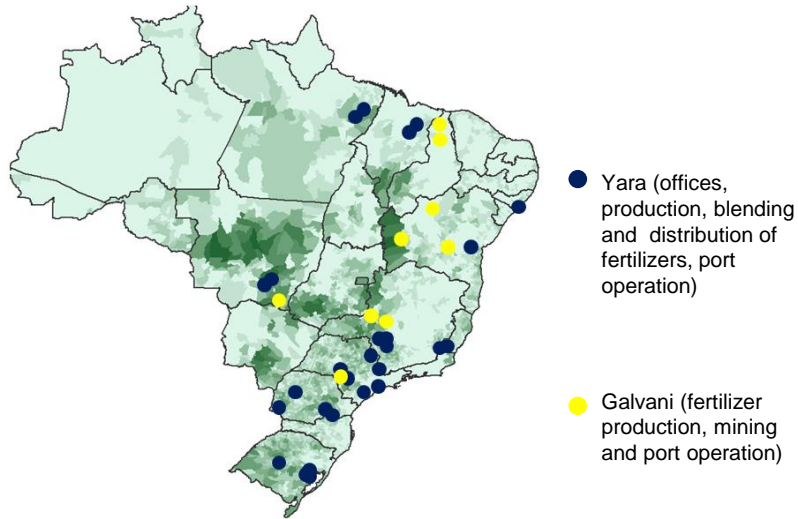 Yara (offices,
production, blending
and distribution of
fertilizers, port
operation)
Galvani (fertilizer
production, mining
and port operation)